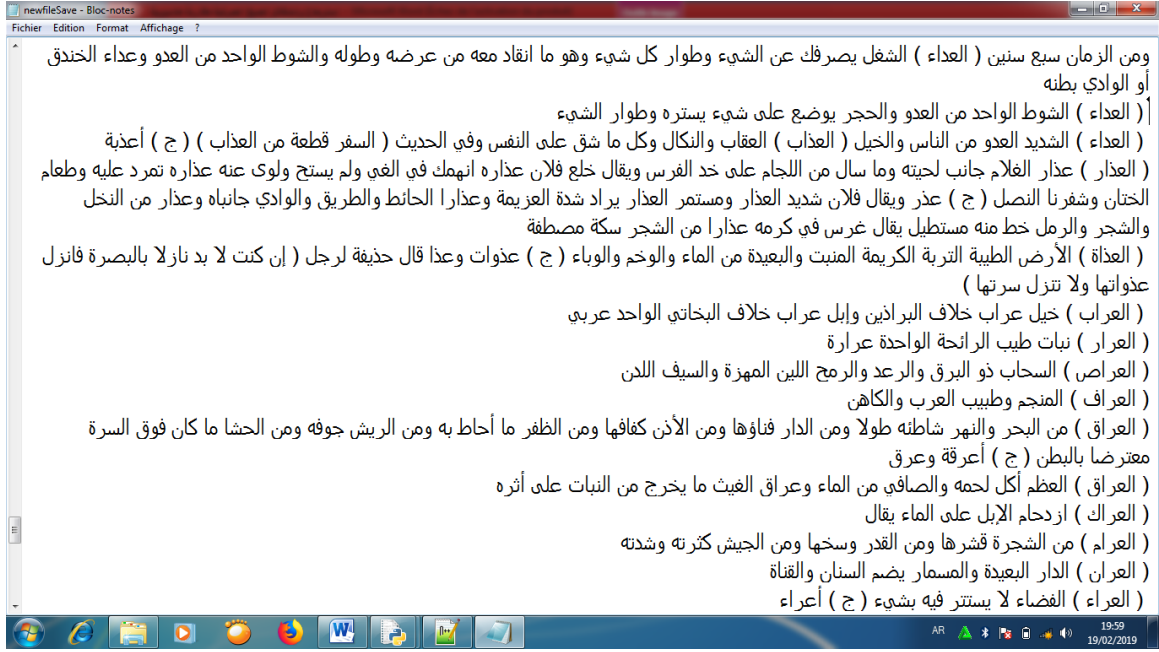 newfileSave - Bloc-notes
Fichier Edition Format Affichage ?
ومن الزمان سبع سنين ( العداء ) الشغل يصرفك عن الشيء وطوار كل شيء وهو ما انقاد معه من عرضه وطوله والشوط الواحد من العدو وعداء الخندق
أو الوادي بطنه
( العداء ) الشوط الواحد من العدو والحجر يوضع على شيء يستره وطوار الشيء
( العداء ) الشديد العدو من الناس والخيل ( العذاب ) العقاب والنكال وكل ما شق على النفس وفي الحديث ( السفر قطعة من العذاب ) ( ج ) أعذبة
( العذار ) عذار الغلام جانب لحيته وما سال من اللجام على خد الفرس ويقال خلع فلان عذاره انهمك في الغي ولم يستح ولوى عنه عذاره تمرد عليه وطعام
الختان وشفرنا النصل ( ج ) عذر ويقال فلان شديد العذار ومستمر العذار يراد شدة العزيمة وعذارا الحائط والطريق والوادي جانباه وعذار من النخل
والشجر والرمل خط منه مستطيل يقال غرس في كرمه عذارا من الشجر سكة مصطفة
( العذاة ) الأرض الطيبة التربة الكريمة المنبت والبعيدة من الماء والوخم والوباء ( ج ) عذوات وعذا قال حذيفة لرجل ( إن كنت لا بد نازلا بالبصرة فانزل
عذواتها ولا تنزل سرتها )
( العراب ) خيل عراب خلاف البراذين وإبل عراب خلاف البخاتي الواحد عربي
( العرار ) نبات طيب الرائحة الواحدة عرارة
( العراص ) السحاب ذو البرق والرعد والرمح اللين المهزة والسيف اللدن
( العراف ) المنجم وطبيب العرب والكاهن
( العراق ) من البحر والنهر شاطئه طولا ومن الدار فناؤها ومن الأذن كفافها ومن الظفر ما أحاط به ومن الريش جوفه ومن الحشا ما كان فوق السرة
معترضا بالبطن ( ج ) أعرقة وعرق
( العراق ) العظم أكل لحمه والصافي من الماء وعراق الغيث ما يخرج من النبات على أثره
( العراك ) ازدحام الإبل على الماء يقال
( العرام ) من الشجرة قشرها ومن القدر وسخها ومن الجيش كثرته وشدته
( العران ) الدار البعيدة والمسمار يضم السنان والقناة
( العراء ) الفضاء لا يستتر فيه بشيء ( ج ) أعراء
AR
19:59
19/02/2019